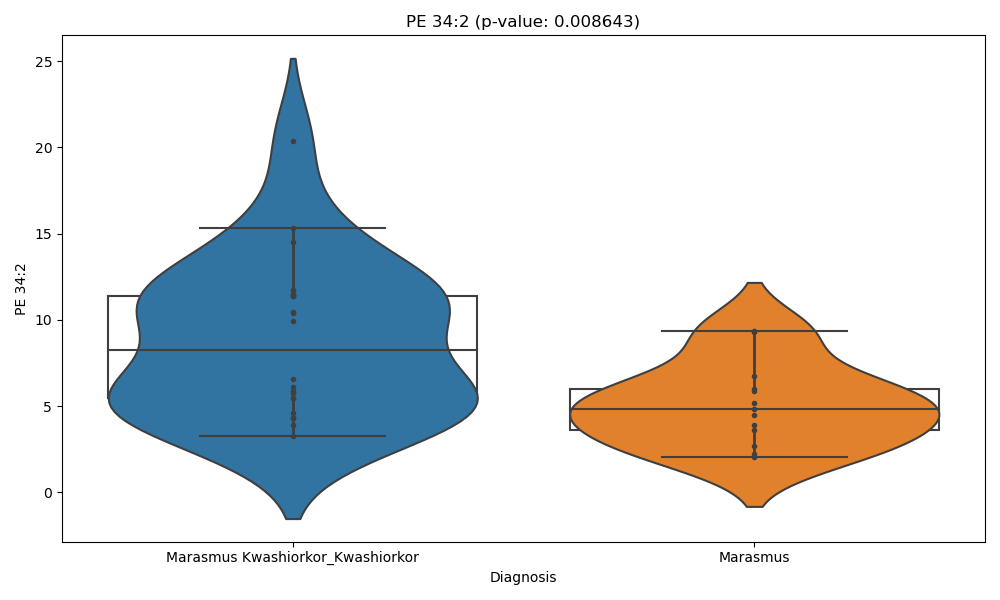 PE 34:2 (p-value: 0.008643)
25
20
15
10
5
0
PE 34:2
Marasmus Kwashiorkor_Kwashiorkor
Marasmus
Diagnosis